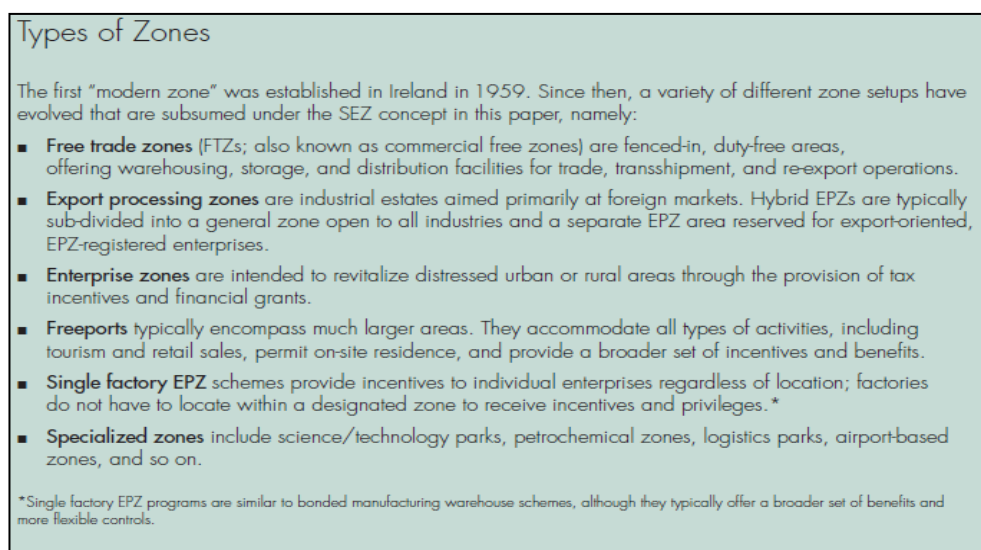 Types of Zones
The first "modern zone" was established in Ireland in 1959. Since then, a variety of different zone setups have
evolved that are subsumed under the SEZ concept in this paper, namely:
■ Free trade zones (FTZs; also known as commercial free zones) are fenced-in, duty-free areas,
offering warehousing, storage, and distribution facilities for trade, transshipment, and re-export operations.
■ Export processing zones are industrial estates aimed primarily at foreign markets. Hybrid EPZs are typically
sub-divided into a general zone open to all industries and a separate EPZ area reserved for export-oriented,
EPZ-registered enterprises.
■ Enterprise zones are intended to revitalize distressed urban or rural areas through the provision of tax
incentives and financial grants.
■ Freeports typically encompass much larger areas. They accommodate all types of activities, including
tourism and retail sales, permit on-site residence, and provide a broader set of incentives and benefits.
■ Single factory EPZ schemes provide incentives to individual enterprises regardless of location; factories
do not have to locate within a designated zone to receive incentives and privileges.*
■ Specialized zones include science/technology parks, petrochemical zones, logistics parks, airport-based
zones, and so on.
*Single factory EPZ programs are similar to bonded manufacturing warehouse schemes, although they typically offer a broader set of benefits and
more flexible controls.